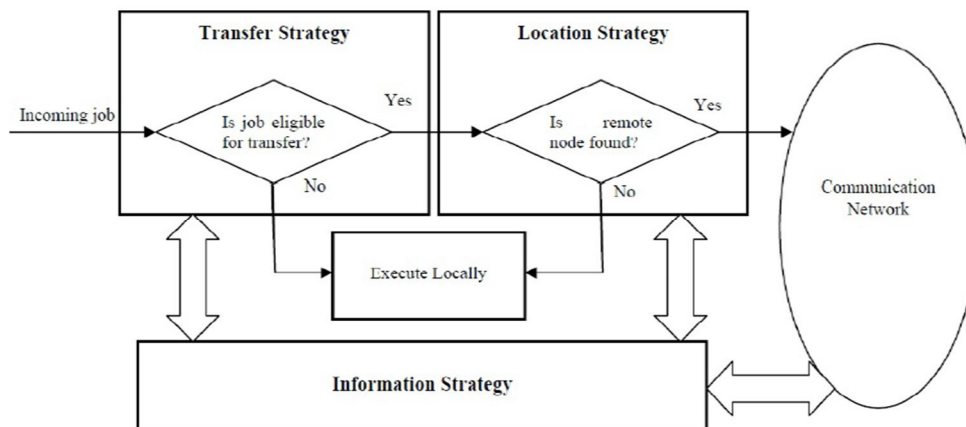 Transfer Strategy
Location Strategy
Incoming job
Is job eligible
for transfer?
Yes
No
Is remote
node found?
Yes
No
Communication
Network
Execute Locally
Information Strategy